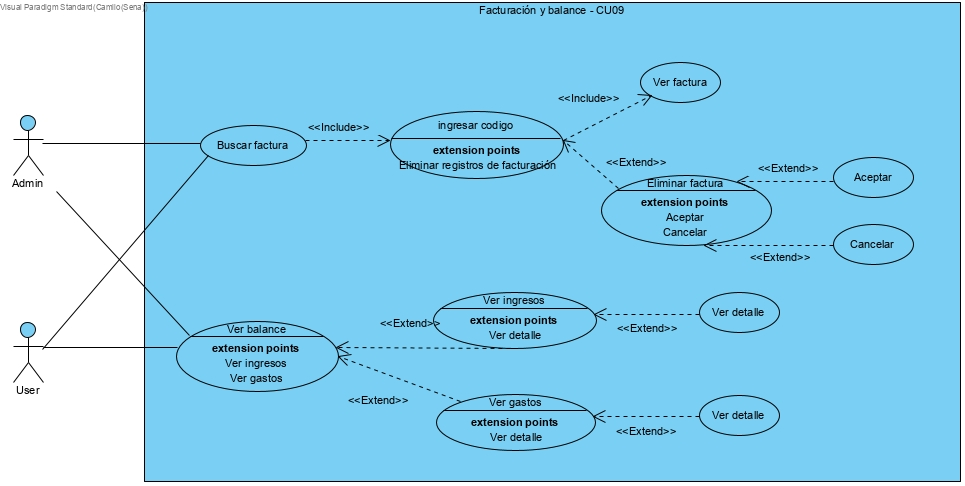 Visual Paradigm Standard(Camilo(Sena))
Facturación y balance - CU09
Admin
Buscar factura
<<Include>>
ingresar codigo
extension points
Eliminar registros de facturación
<<Include>>
Ver factura
<<Extend>>
Eliminar factura
extension points
Aceptar
Cancelar
<<Extend>>
Aceptar
<<Extend>>
Cancelar
User
Ver balance
extension points
Ver ingresos
Ver gastos
<<Extend>>
Ver ingresos
extension points
Ver detalle
<<Extend>>
Ver detalle
<<Extend>>
Ver gastos
extension points
Ver detalle
<<Extend>>
Ver detalle